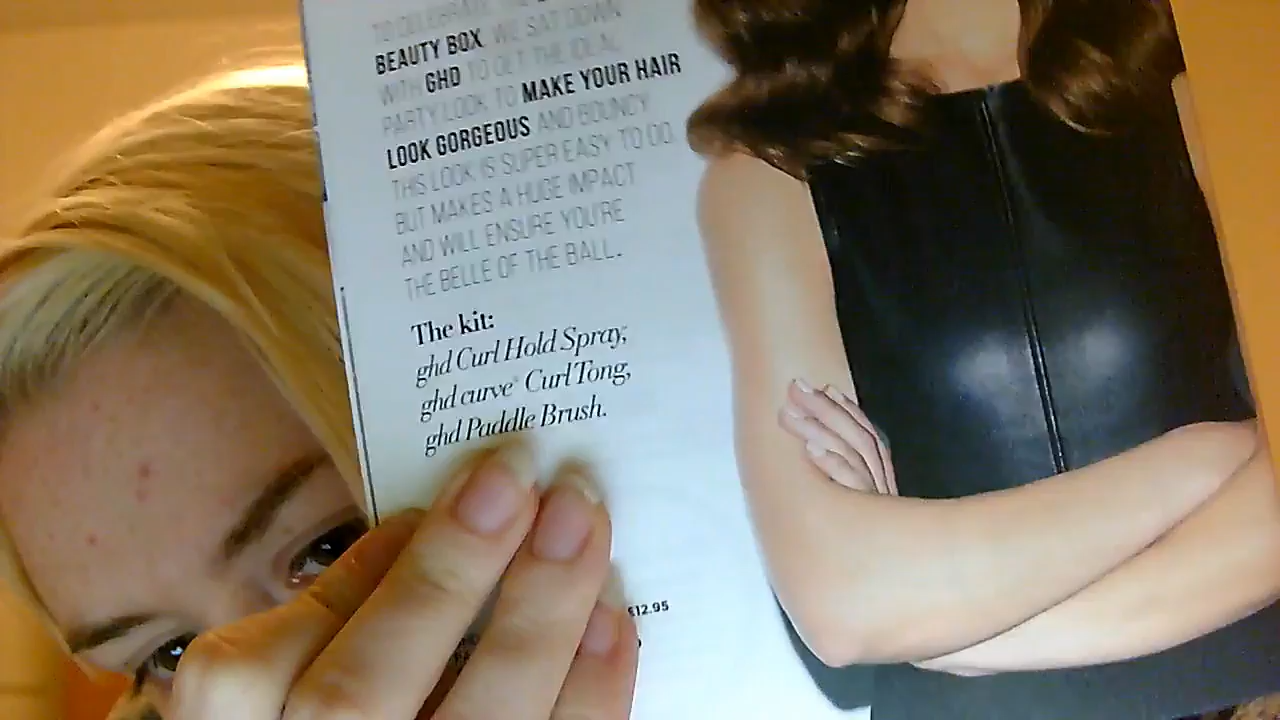 TO CELEBRATE THE
BEAUTY BOX, WE SAT DOWN
WITH GHD TO GET THE IDEAL
PARTY LOOK. TO MAKE YOUR HAIR
LOOK GORGEOUS AND BOUNCY
THIS LOOK IS SUPER EASY TO DO,
BUT MAKES A HUGE IMPACT
AND WILL ENSURE YOU'RE
THE BELLE OF THE BALL.
The kit:
ghd Curl Hold Spray,
ghd curve® Curl Tong,
ghd Paddle Brush.
£12.95